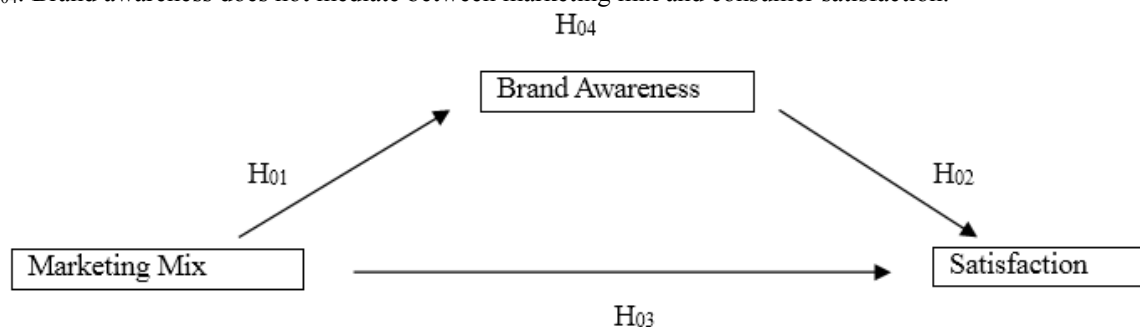 04: Brand awareness does not mediate between marketing mix and consumer satisfaction.
H04
Brand Awareness
H01
H02
Marketing Mix
Satisfaction
H03